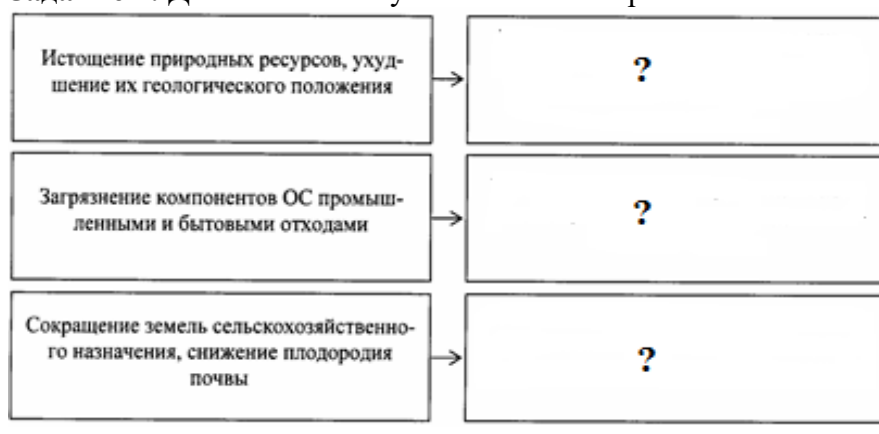 Истощение природных ресурсов, ухуд-
шение их геологического положения
?
Загрязнение компонентов ОС промыш-
ленными и бытовыми отходами
?
Сокращение земель сельскохозяйственно-
го назначения, снижение плодородия
почвы
?